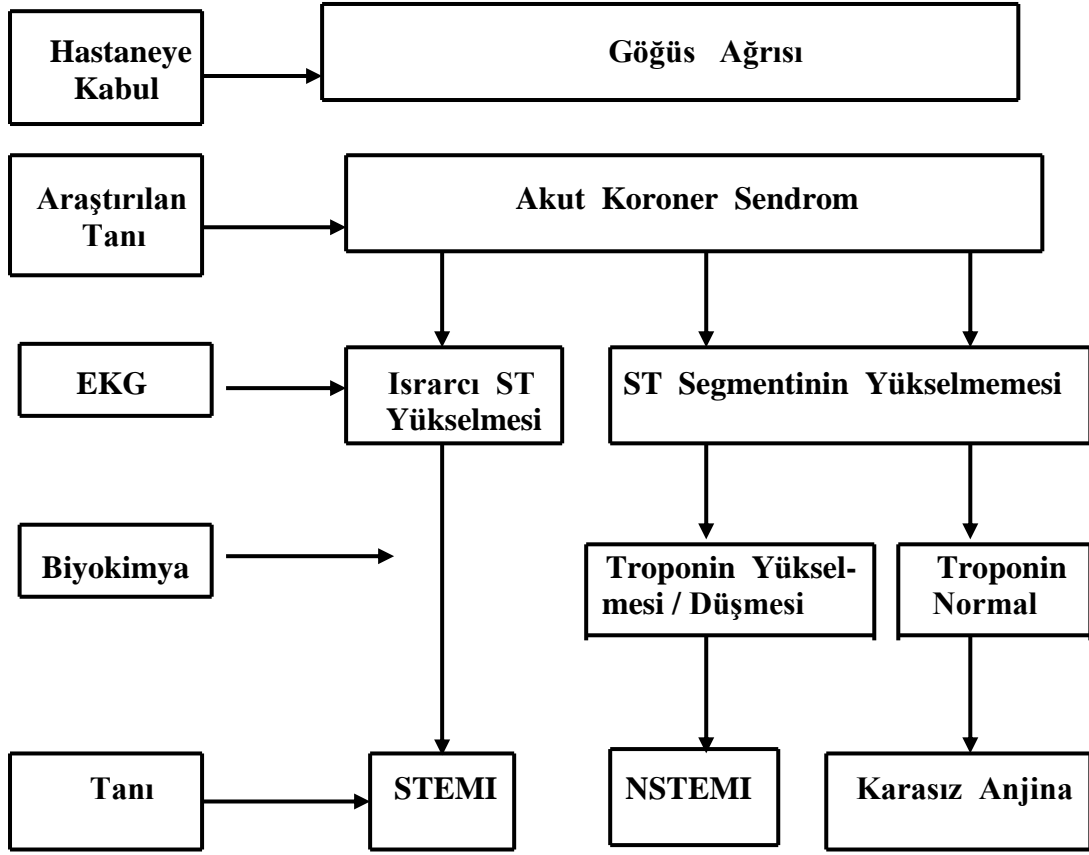 Hastaneye
Kabul
Göğüs Ağrısı
Araştırılan
Tanı
Akut Koroner Sendrom
EKG
Israrcı ST
Yükselmesi
ST Segmentinin Yükselmemesi
Biyokimya
Troponin Yüksel-
mesi / Düşmesi
Troponin
Normal
Tanı
STEMI
NSTEMI
Karasız Anjina